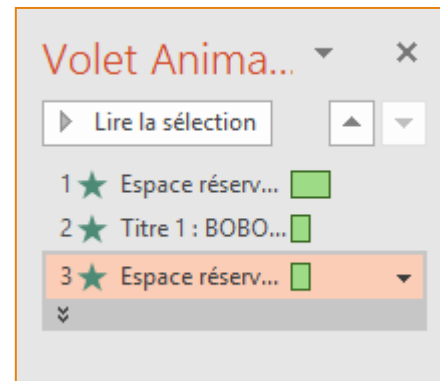 Volet Anima...
Lire la sélection
1 Espace réserv...
2 Titre 1 : BOBO...
3 Espace réserv...